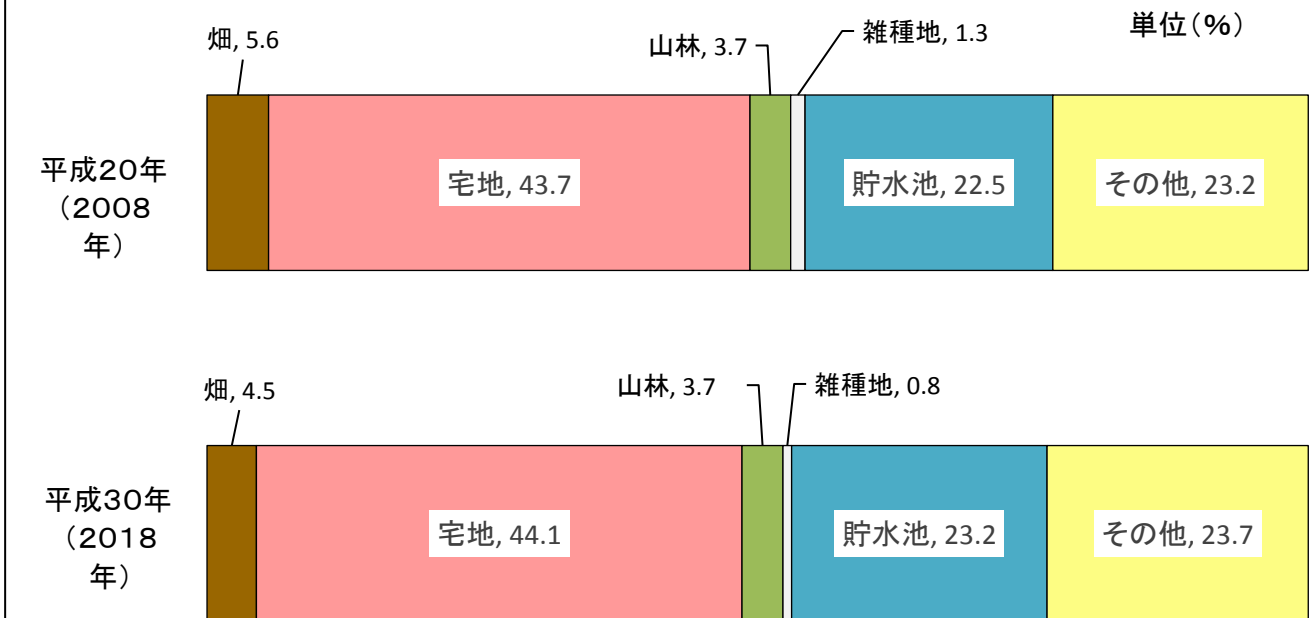 単位(%)
畑, 5.6
山林, 3.7
雑種地, 1.3
平成20年
(2008
年)
宅地, 43.7
貯水池, 22.5
その他, 23.2
畑, 4.5
山林, 3.7
雑種地, 0.8
平成30年
(2018
年)
宅地, 44.1
貯水池, 23.2
その他, 23.7